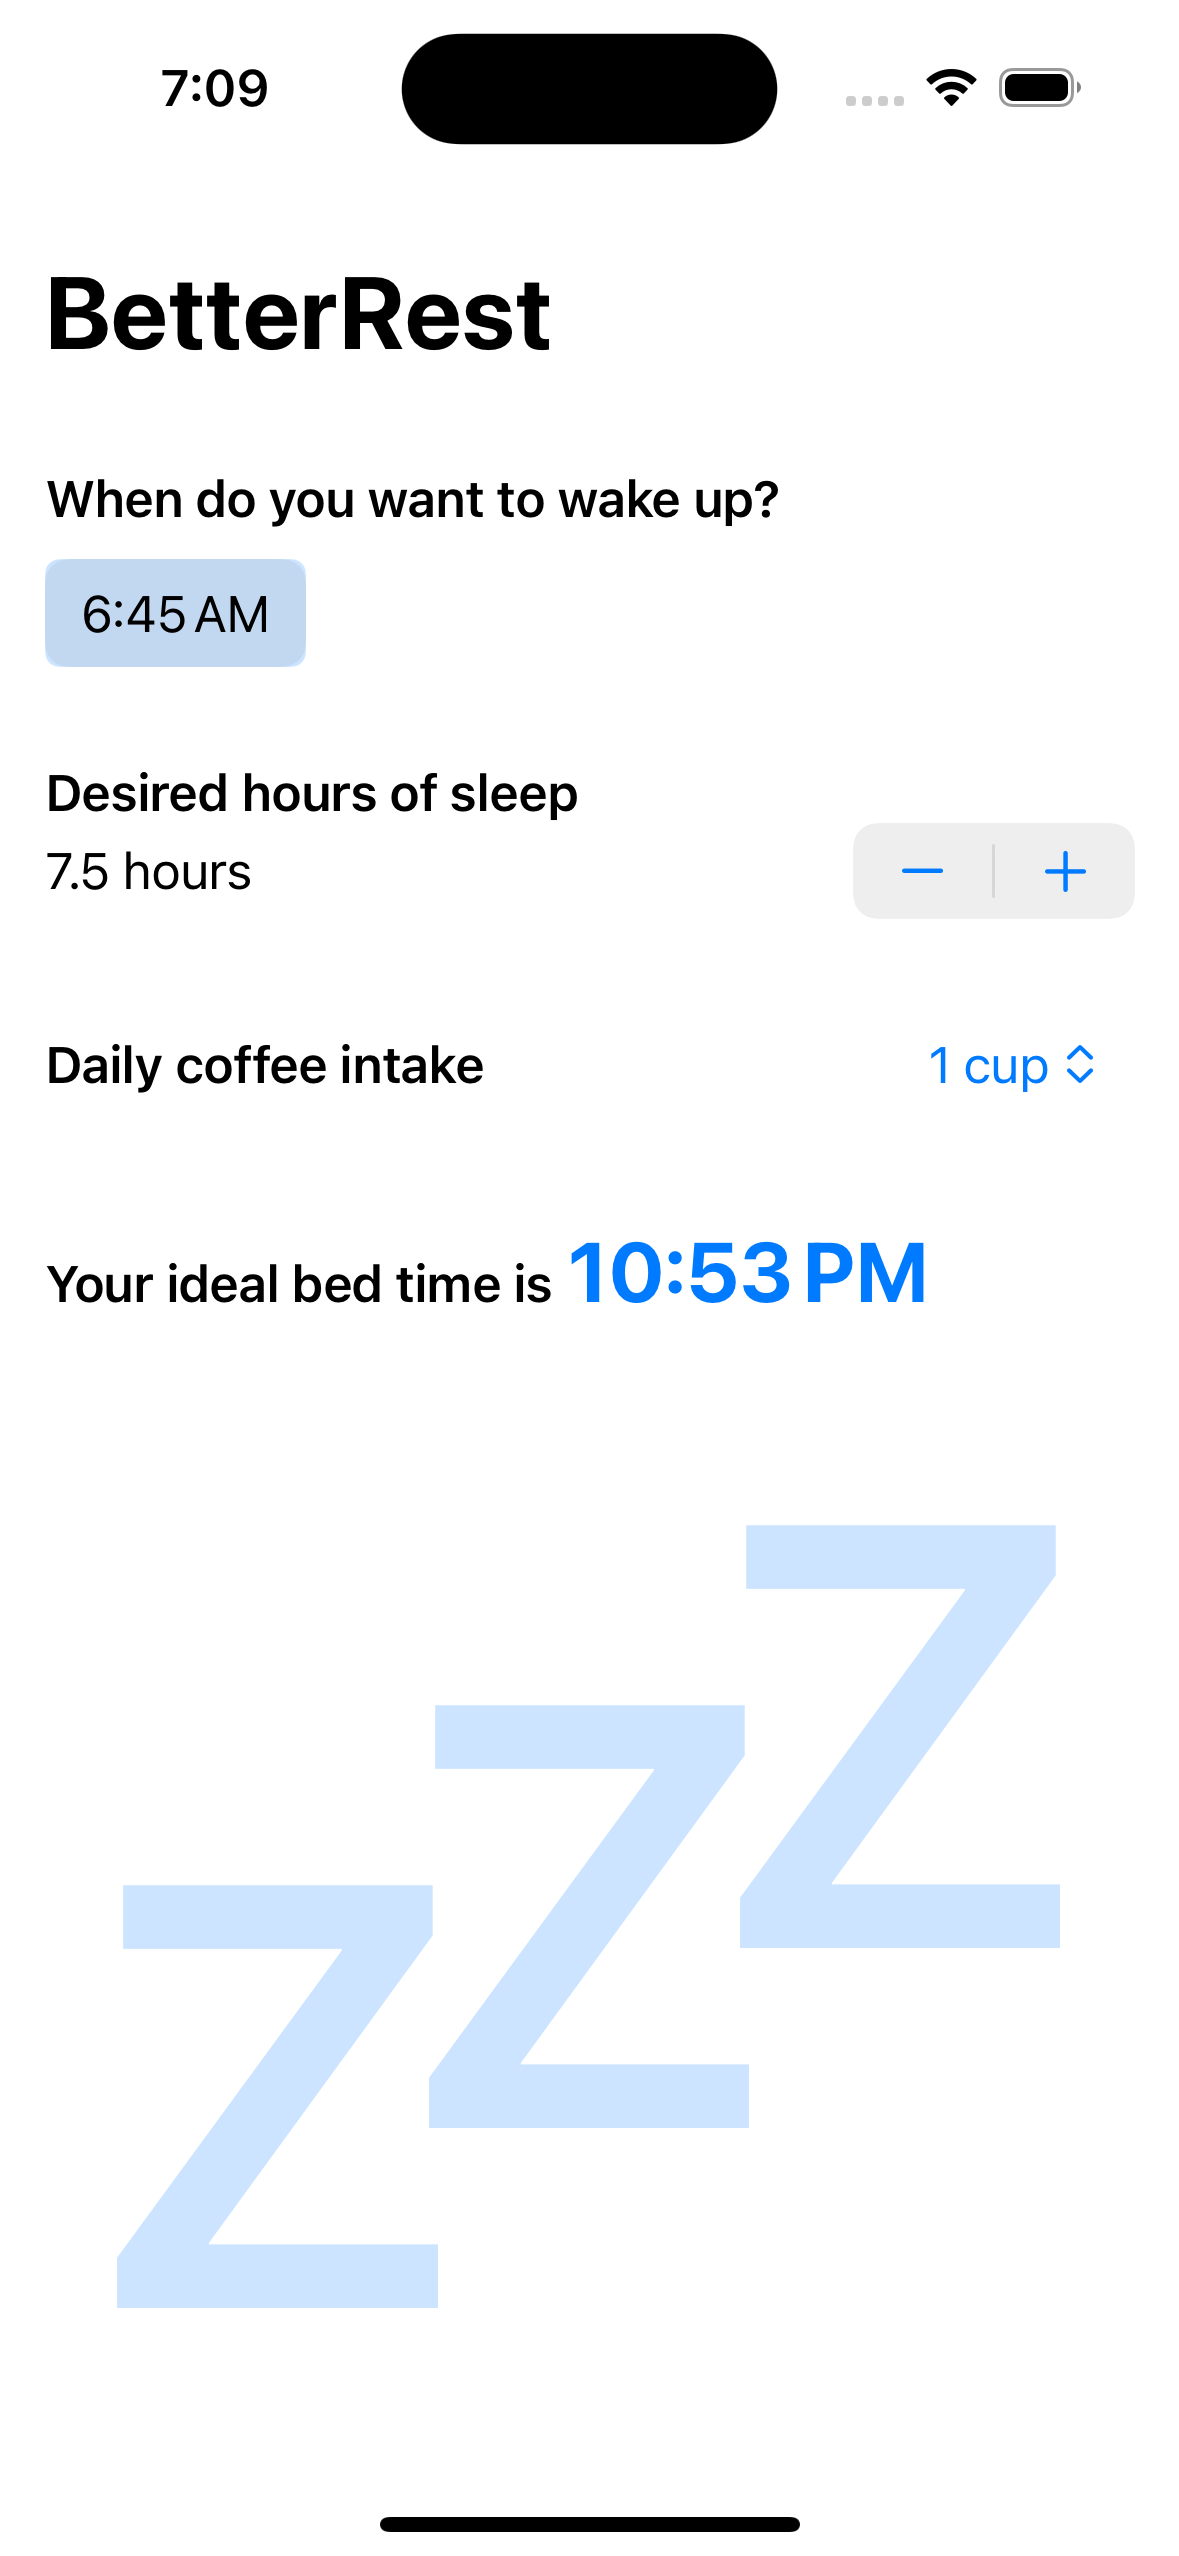 7:09
BetterRest
When do you want to wake up?
6:45 AM
Desired hours of sleep
7.5 hours
Daily coffee intake
1 cup
Your ideal bed time is 10:53 PM
zzZ